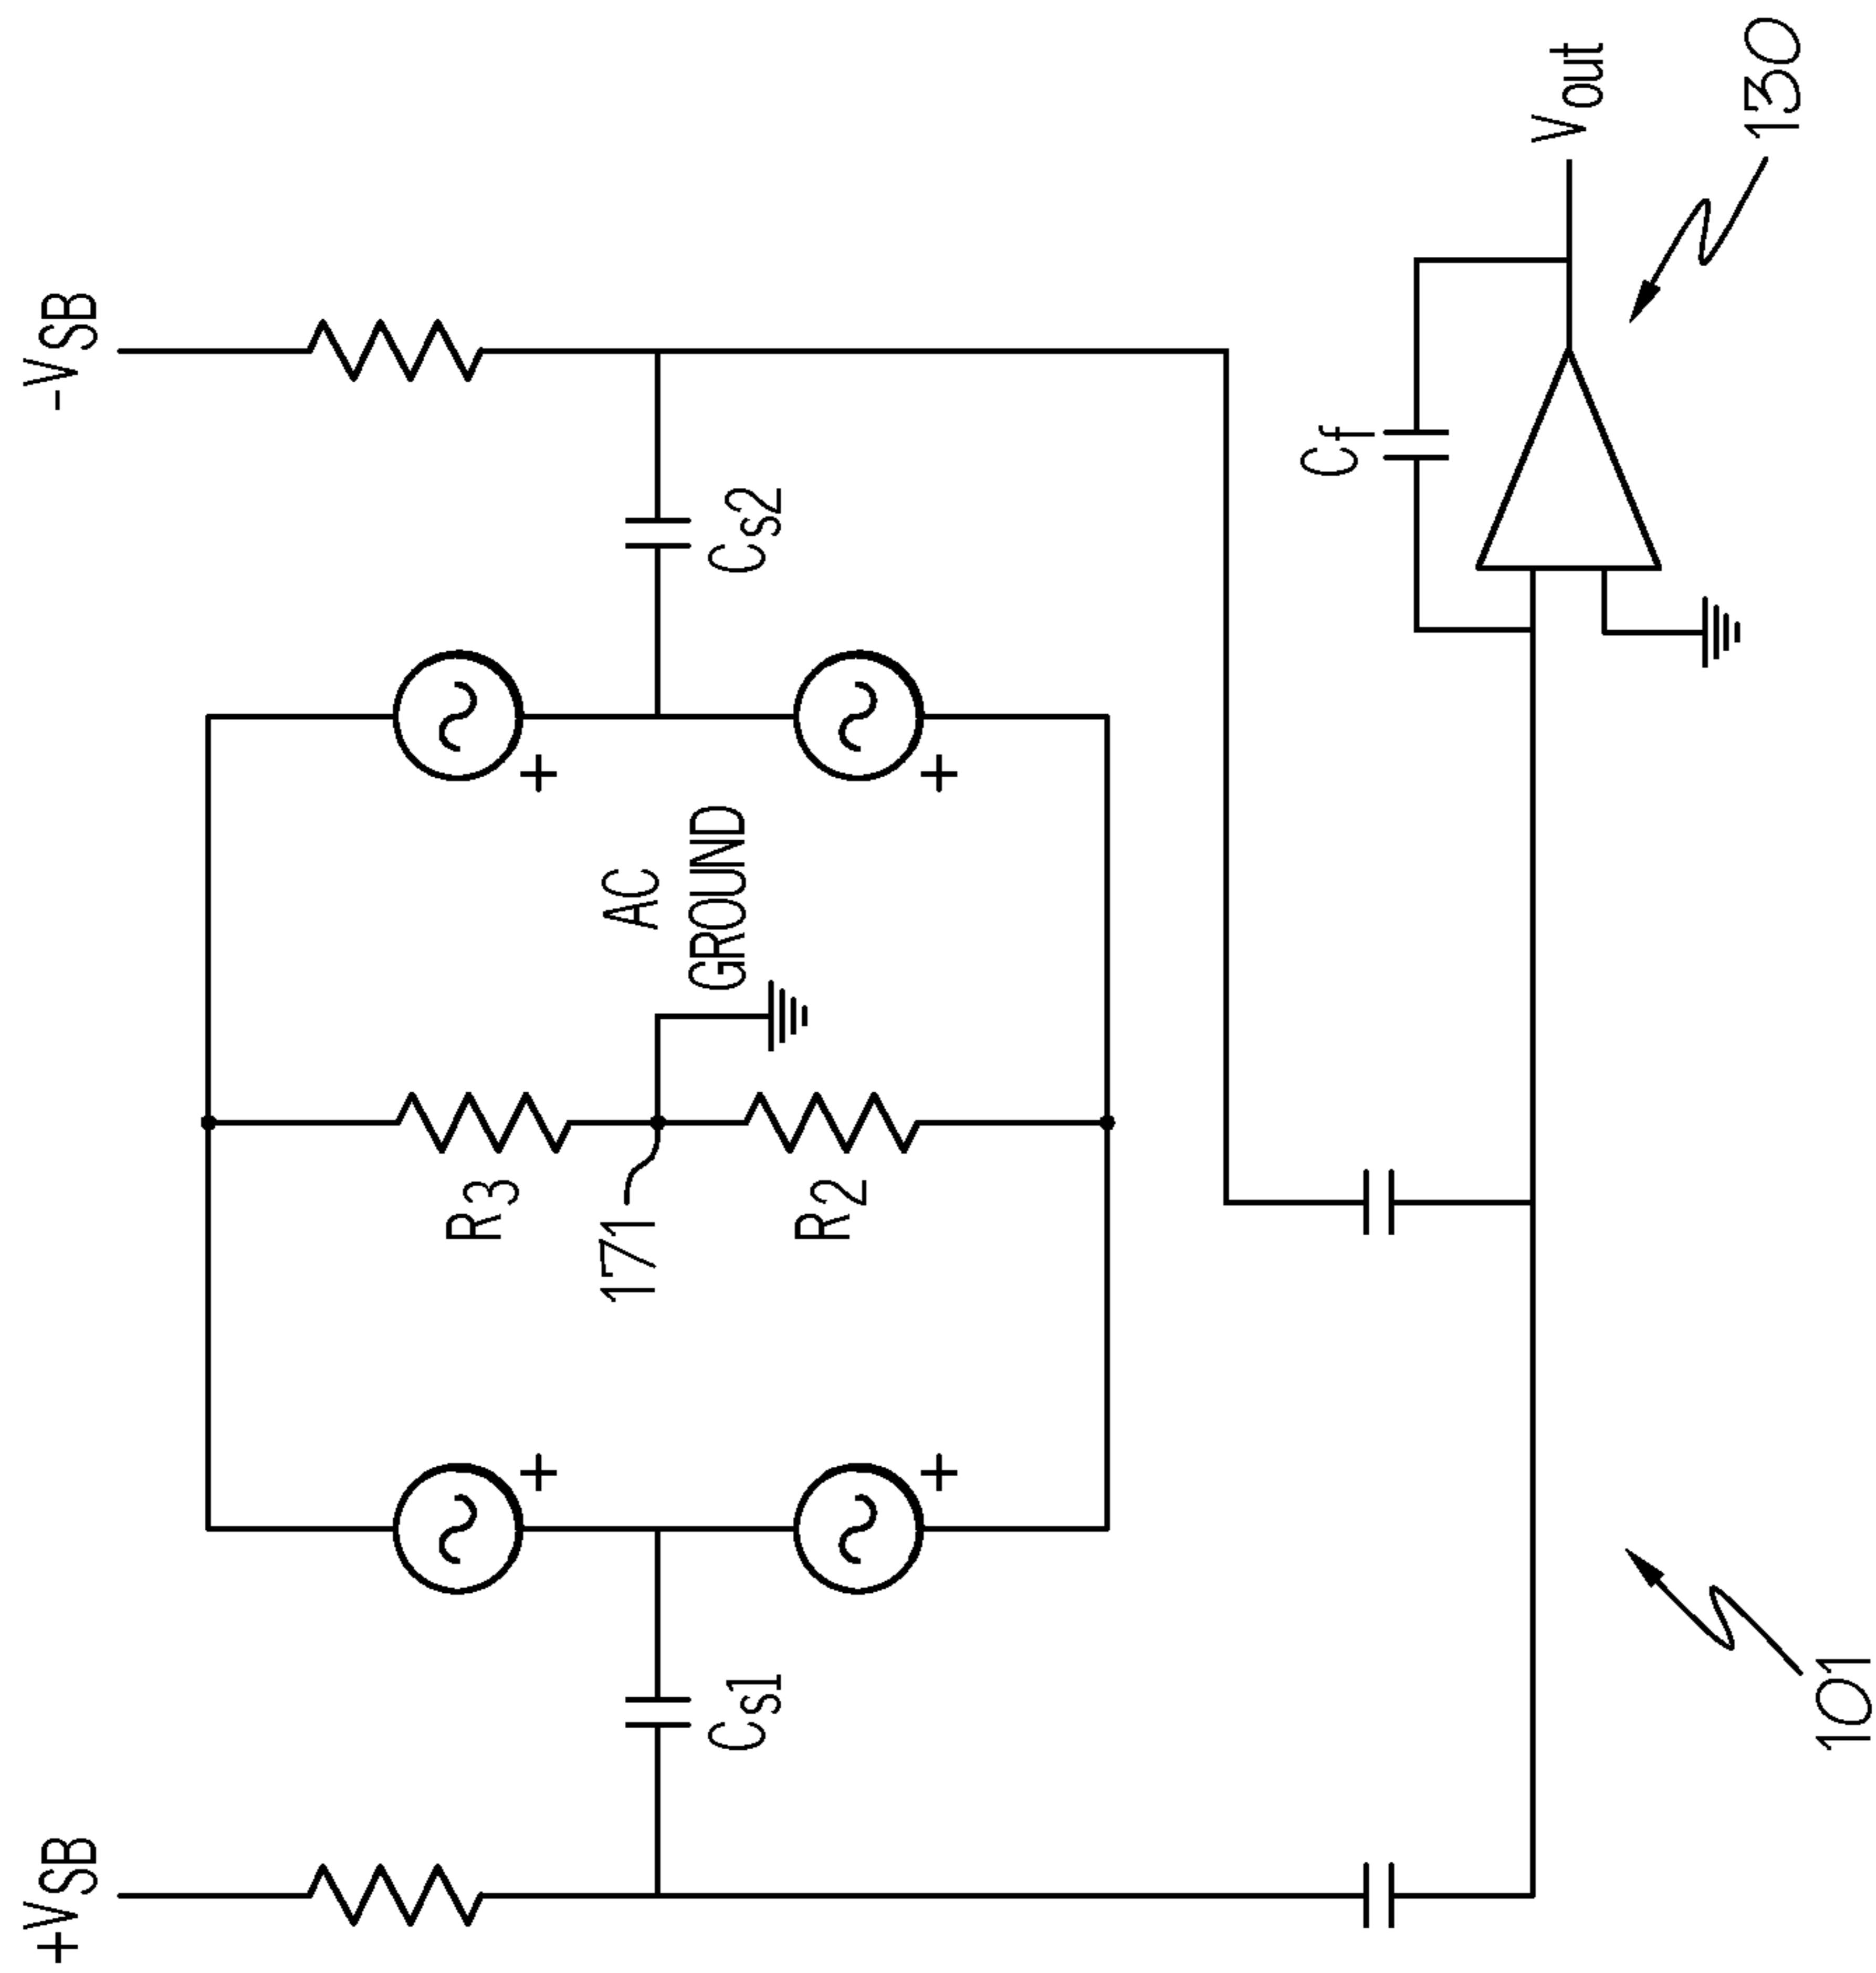 +VSB
-VSB
Cs1
Cs2
R3
171
R2
AC
GROUND
Cf
Vout
130
101
+
+
+
+